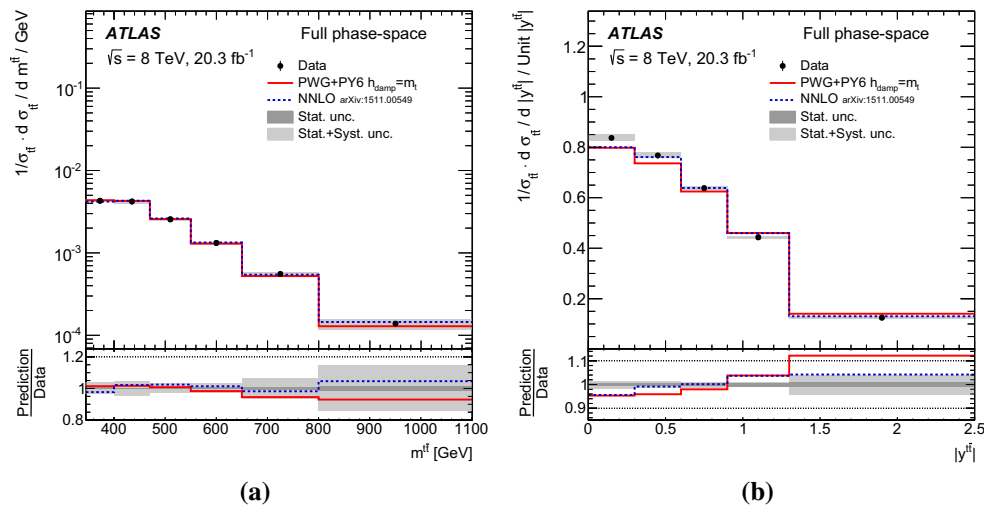 ATLAS Full phase-space
√s = 8 TeV, 20.3 fb⁻¹
Data
PWG+PY6 h_damp=m_t
NNLO arXiv:1511.00549
Stat. unc.
Stat.+Syst. unc.
1/σ_tt̄ · d σ_tt̄ / d m^tt̄ / GeV
10⁻¹
10⁻²
10⁻³
10⁻⁴
Prediction
Data
1.2
1
0.8
400 500 600 700 800 900 1000 1100
m^tt̄ [GeV]
(a)
ATLAS Full phase-space
√s = 8 TeV, 20.3 fb⁻¹
Data
PWG+PY6 h_damp=m_t
NNLO arXiv:1511.00549
Stat. unc.
Stat.+Syst. unc.
1/σ_tt̄ · d σ_tt̄ / d |y^tt̄| / Unit |y^tt̄|
1.2
1
0.8
0.6
0.4
0.2
Prediction
Data
1.1
1
0.9
0 0.5 1 1.5 2 2.5
|y^tt̄|
(b)